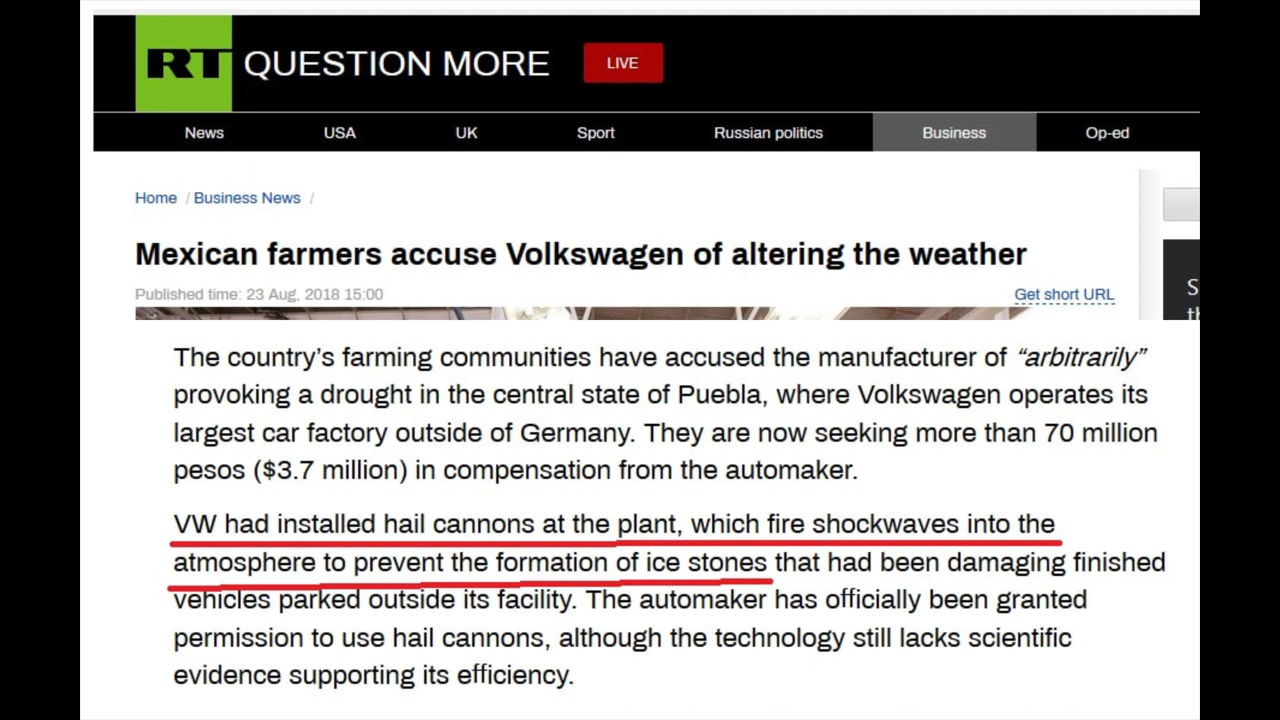 RT QUESTION MORE LIVE
News USA UK Sport Russian politics Business Op-ed
Home / Business News /
Mexican farmers accuse Volkswagen of altering the weather
Published time: 23 Aug, 2018 15:00 Get short URL
S
The country’s farming communities have accused the manufacturer of “arbitrarily”
provoking a drought in the central state of Puebla, where Volkswagen operates its
largest car factory outside of Germany. They are now seeking more than 70 million
pesos ($3.7 million) in compensation from the automaker.
VW had installed hail cannons at the plant, which fire shockwaves into the
atmosphere to prevent the formation of ice stones that had been damaging finished
vehicles parked outside its facility. The automaker has officially been granted
permission to use hail cannons, although the technology still lacks scientific
evidence supporting its efficiency.